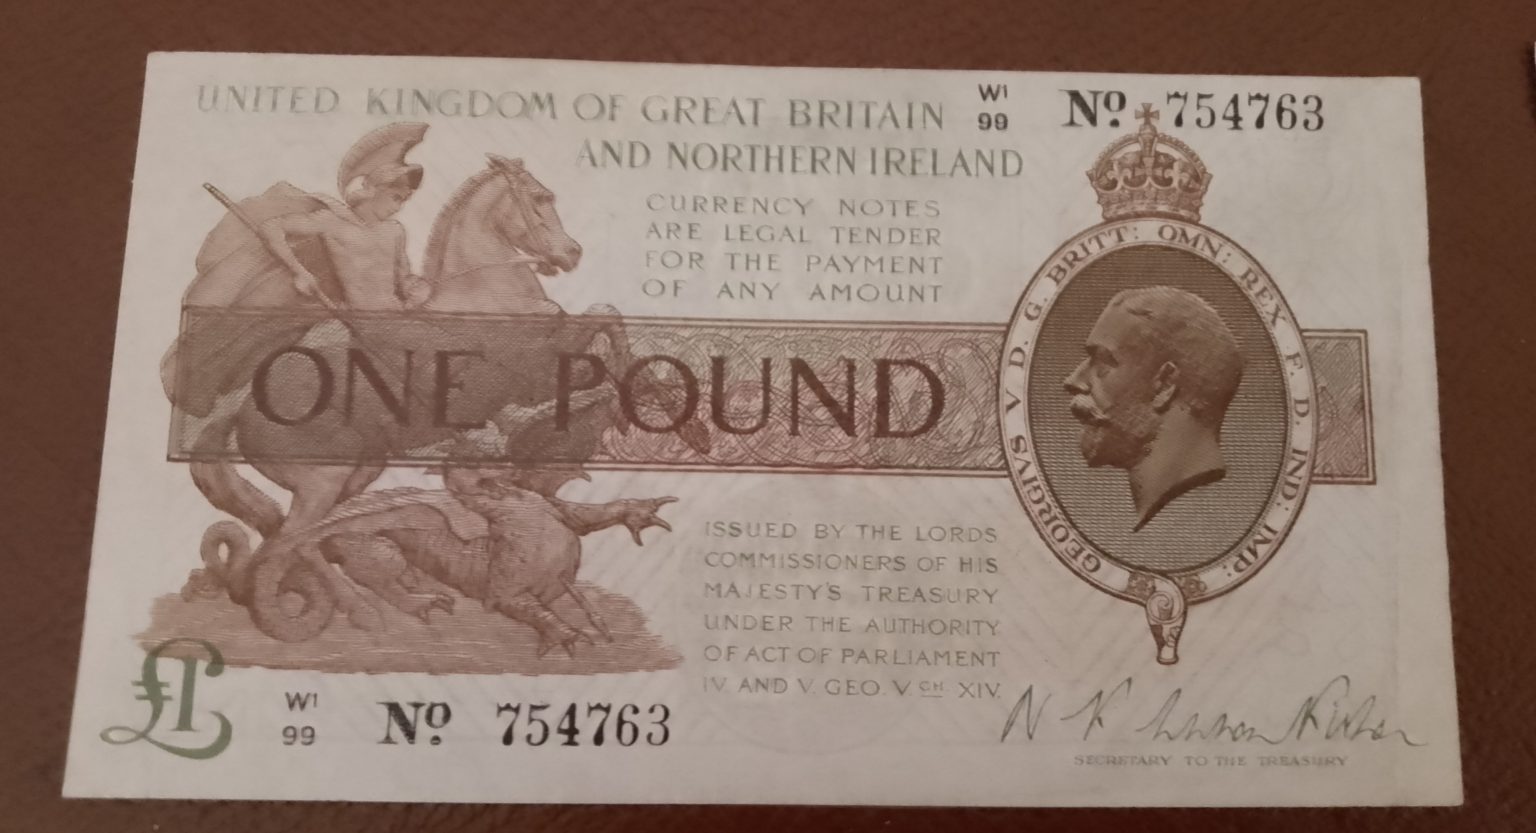 UNITED KINGDOM OF GREAT BRITAIN
AND NORTHERN IRELAND
W1
99
Nº 754763
CURRENCY NOTES
ARE LEGAL TENDER
FOR THE PAYMENT
OF ANY AMOUNT
ONE POUND
GEORGIVS V D. G. BRITT: OMN: REX F. D. IND: IMP:
ISSUED BY THE LORDS
COMMISSIONERS OF HIS
MAJESTY'S TREASURY
UNDER THE AUTHORITY
OF ACT OF PARLIAMENT
IV. AND V. GEO. V. CH. XIV.
£1
W1
99
Nº 754763
SECRETARY TO THE TREASURY